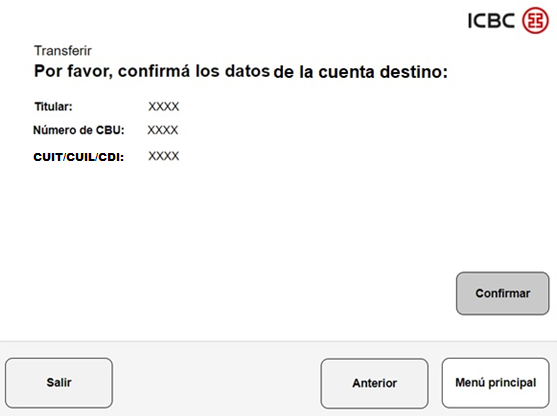 ICBC
Transferir
Por favor, confirmá los datos de la cuenta destino:
Titular: XXXX
Número de CBU: XXXX
CUIT/CUIL/CDI: XXXX
Confirmar
Salir
Anterior
Menú principal